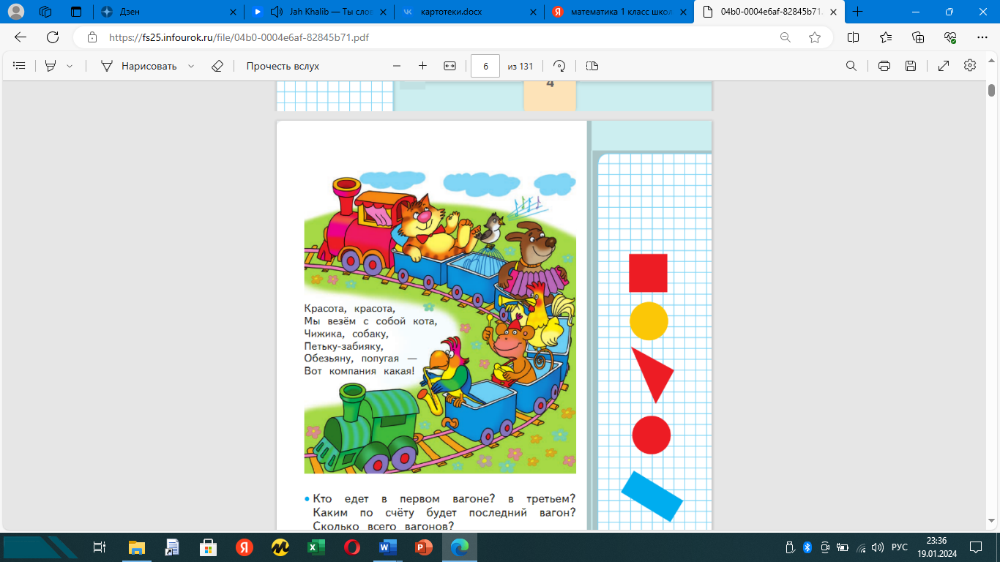 Дзен
Jah Khalib — Ты слов
картотеки.docx
математика 1 класс шко
04b0-0004e6af-82845b71.
https://fs25.infourok.ru/file/04b0-0004e6af-82845b71.pdf
Нарисовать
Прочесть вслух
6
из 131
4
Красота, красота,
Мы везём с собой кота,
Чижика, собаку,
Петьку-забияку,
Обезьяну, попугая —
Вот компания какая!
• Кто едет в первом вагоне? в третьем?
Каким по счёту будет последний вагон?
Сколько всего вагонов?
РУС
23:36
19.01.2024